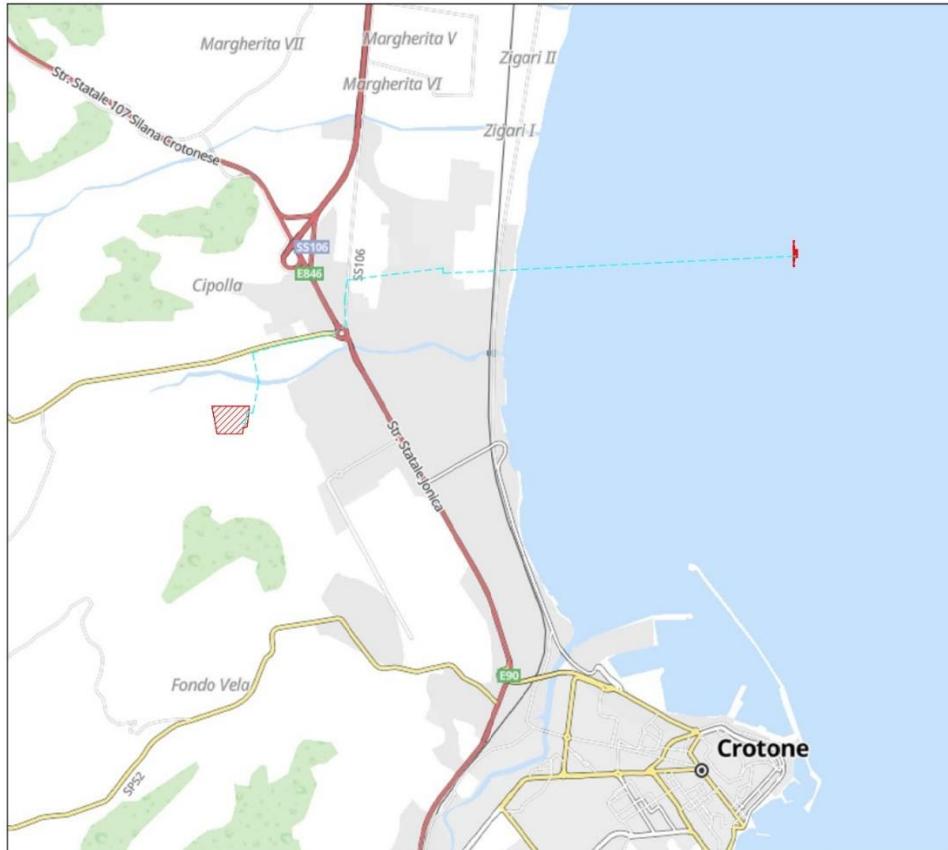 Margherita VII
Margherita V
Zigari II
Str. Statale 107 Silana Crotonese
Margherita VI
Zigari I
SS106
SS106
E846
Cipolla
Str. Statale Jonica
Fondo Vela
E90
SP52
Crotone